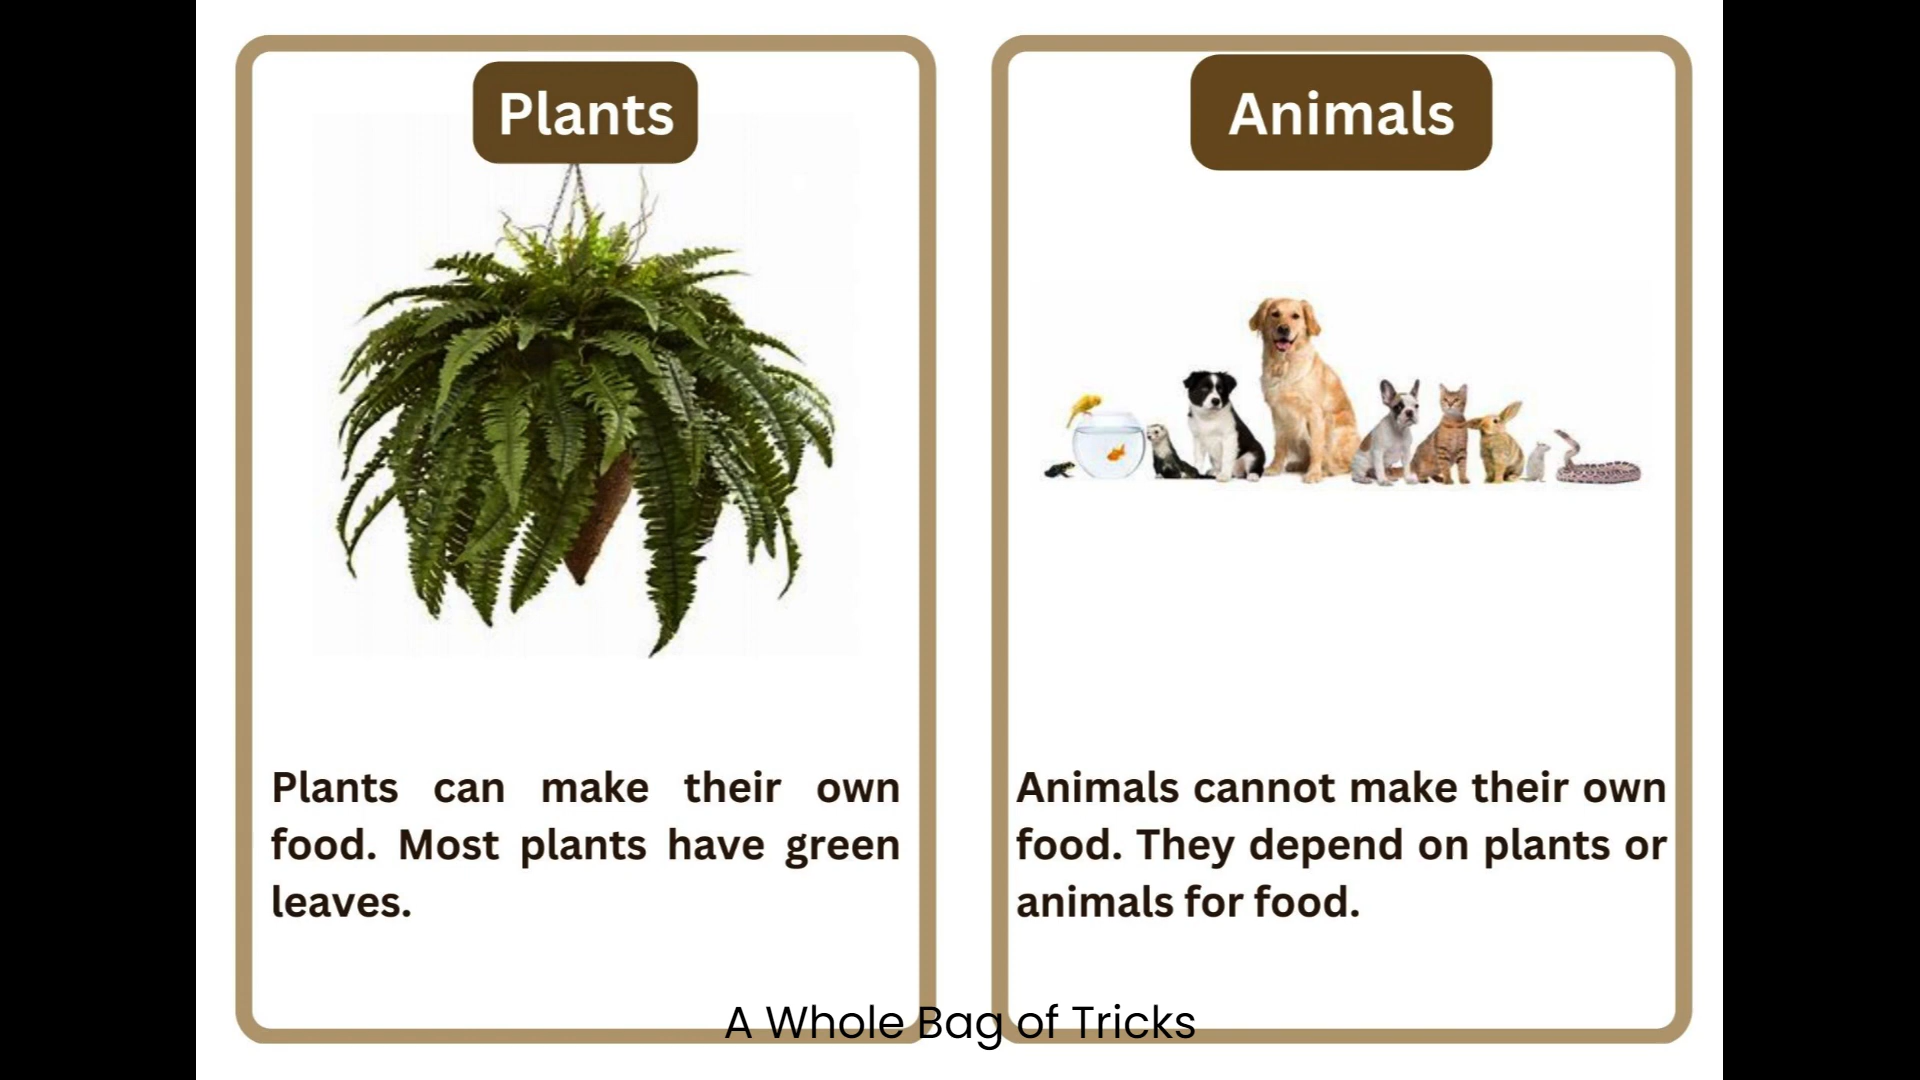 Plants
Plants can make their own
food. Most plants have green
leaves.
Animals
Animals cannot make their own
food. They depend on plants or
animals for food.
A Whole Bag of Tricks